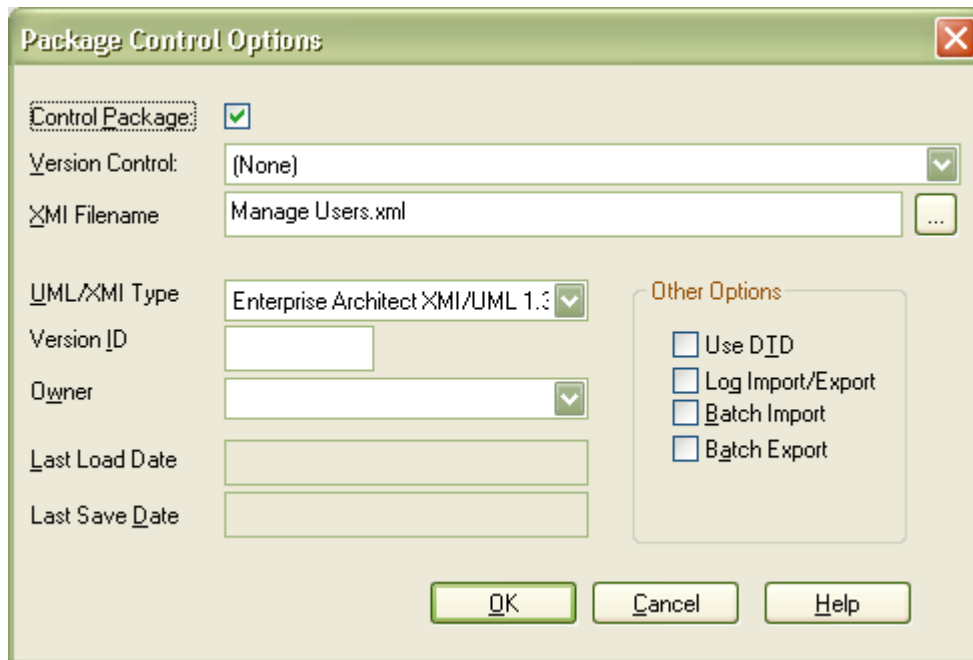 Package Control Options
Control Package:
Version Control: (None)
XMI Filename Manage Users.xml ...
UML/XMI Type Enterprise Architect XMI/UML 1.3
Other Options
Version ID
Use DTD
Owner
Log Import/Export
Batch Import
Batch Export
Last Load Date
Last Save Date
OK Cancel Help